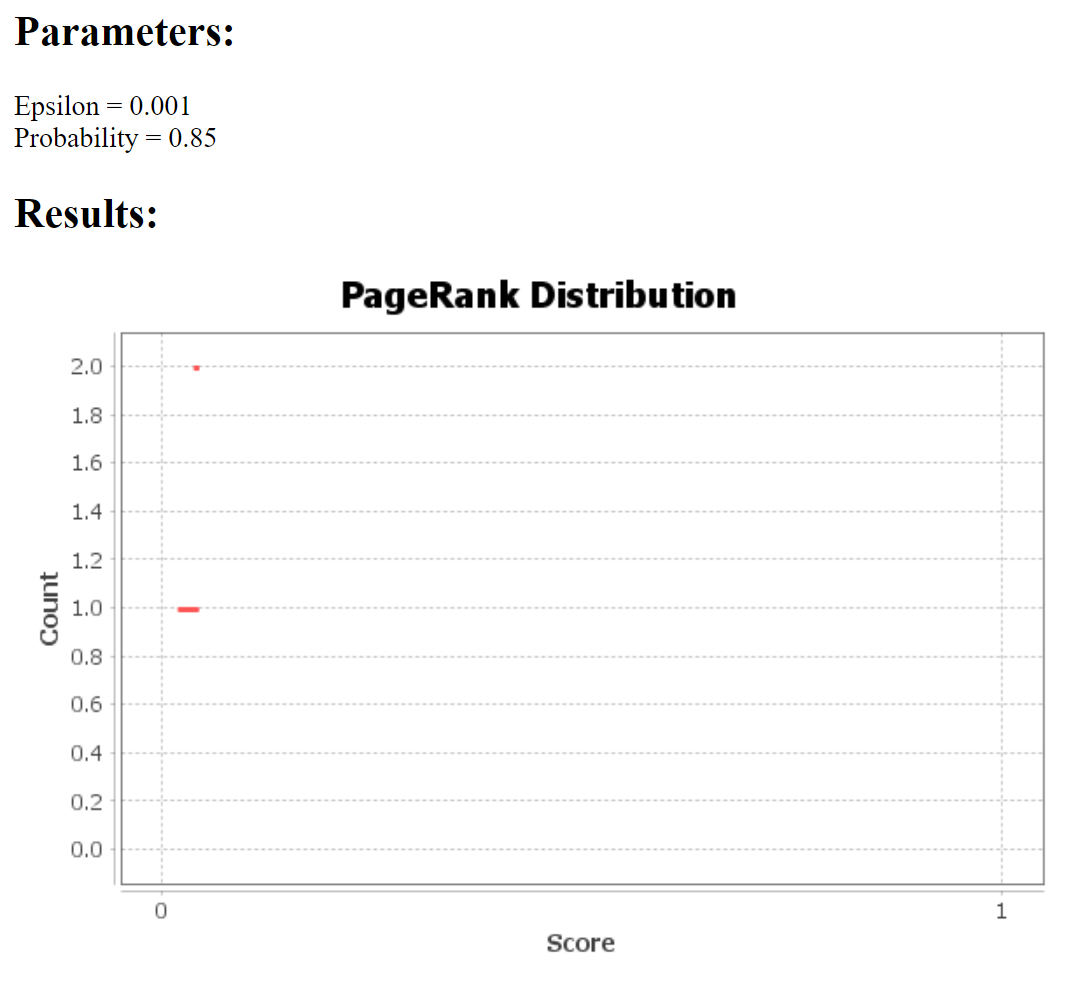 Parameters:
Epsilon = 0.001
Probability = 0.85
Results:
PageRank Distribution
2.0
1.8
1.6
1.4
1.2
1.0
0.8
0.6
0.4
0.2
0.0
Count
0
1
Score